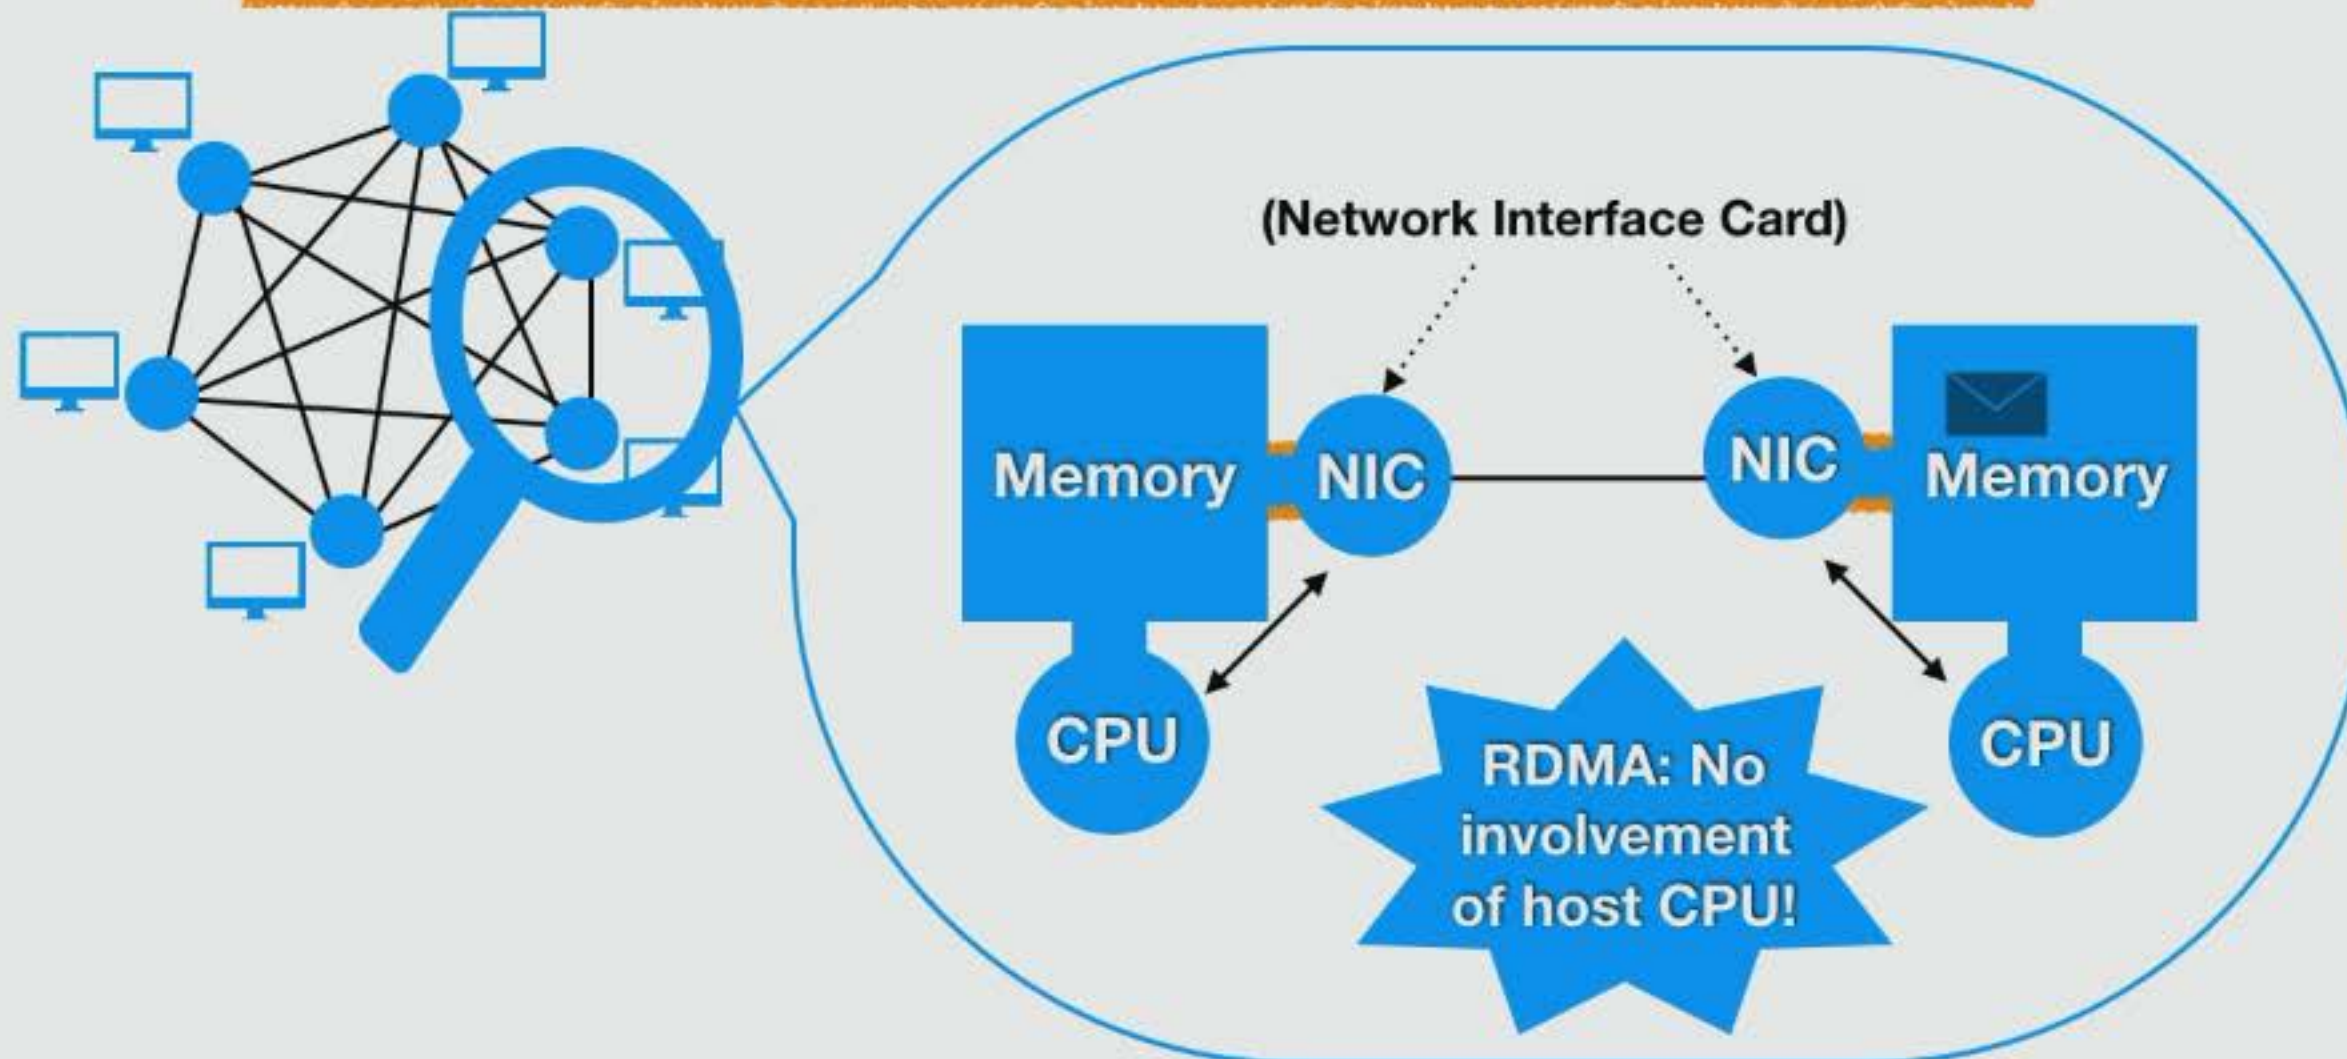 (Network Interface Card)
Memory
NIC
NIC
Memory
CPU
CPU
RDMA: No
involvement
of host CPU!